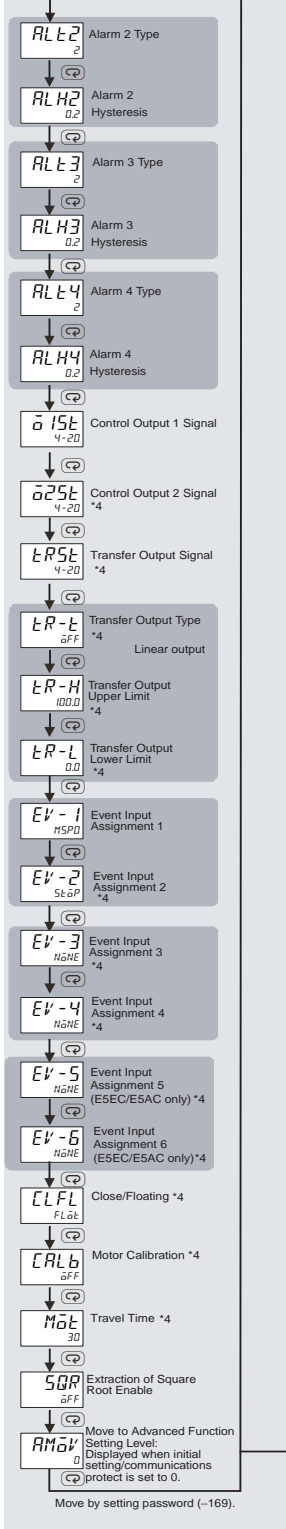 ALt2
2
Alarm 2 Type
ALH2
0.2
Alarm 2
Hysteresis
ALt3
2
Alarm 3 Type
ALH3
0.2
Alarm 3
Hysteresis
ALt4
2
Alarm 4 Type
ALH4
0.2
Alarm 4
Hysteresis
o1St
4-20
Control Output 1 Signal
o2St
4-20
Control Output 2 Signal
*4
tRSt
4-20
Transfer Output Signal
*4
tR-t
oFF
Transfer Output Type
*4
Linear output
tR-H
100.0
Transfer Output
Upper Limit
*4
tR-L
0.0
Transfer Output
Lower Limit
*4
EV-1
MSP0
Event Input
Assignment 1
EV-2
StoP
Event Input
Assignment 2
*4
EV-3
NoNE
Event Input
Assignment 3
*4
EV-4
NoNE
Event Input
Assignment 4
*4
EV-5
NoNE
Event Input
Assignment 5
(E5EC/E5AC only) *4
EV-6
NoNE
Event Input
Assignment 6
(E5EC/E5AC only)*4
CLFL
FLot
Close/Floating *4
CALb
oFF
Motor Calibration *4
Mot
30
Travel Time *4
SQR
oFF
Extraction of Square
Root Enable
AMoV
0
Move to Advanced Function
Setting Level:
Displayed when initial
setting/communications
protect is set to 0.
Move by setting password (−169).